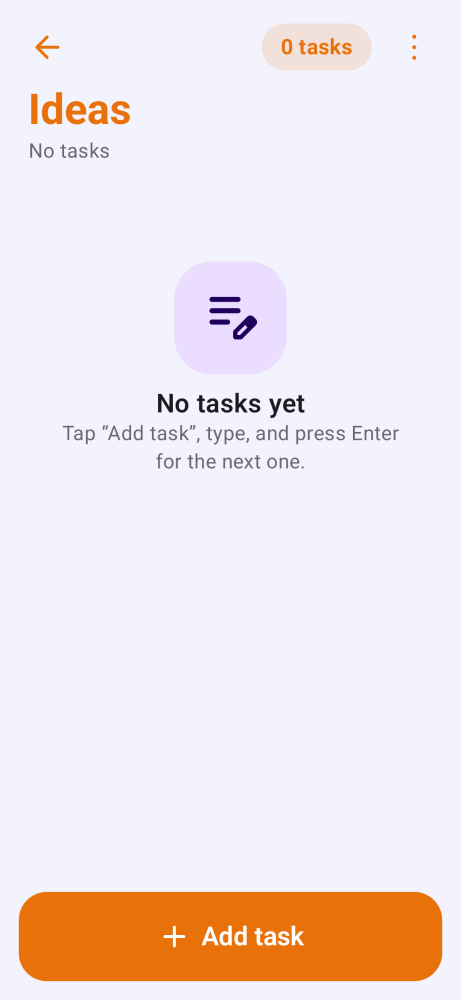 0 tasks
Ideas
No tasks
No tasks yet
Tap “Add task”, type, and press Enter
for the next one.
Add task